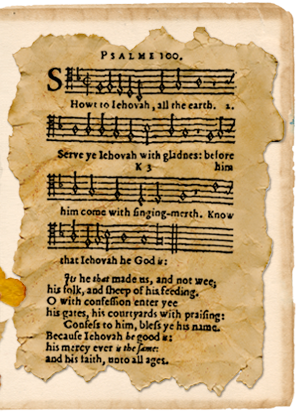 PSALME 100.
Showt to Iehovah, all the earth. 2.
Serve ye Iehovah with gladnes: before
K 3 him
him come with singing-merth. Know
that Iehovah he God is:
Its he that made us, and not wee;
his folk, and sheep of his feeding.
O with confession enter yee
his gates, his courtyards with praising:
Confess to him, bless ye his name.
Because Iehovah he good is:
his mercy ever is the same:
and his faith, unto all ages.